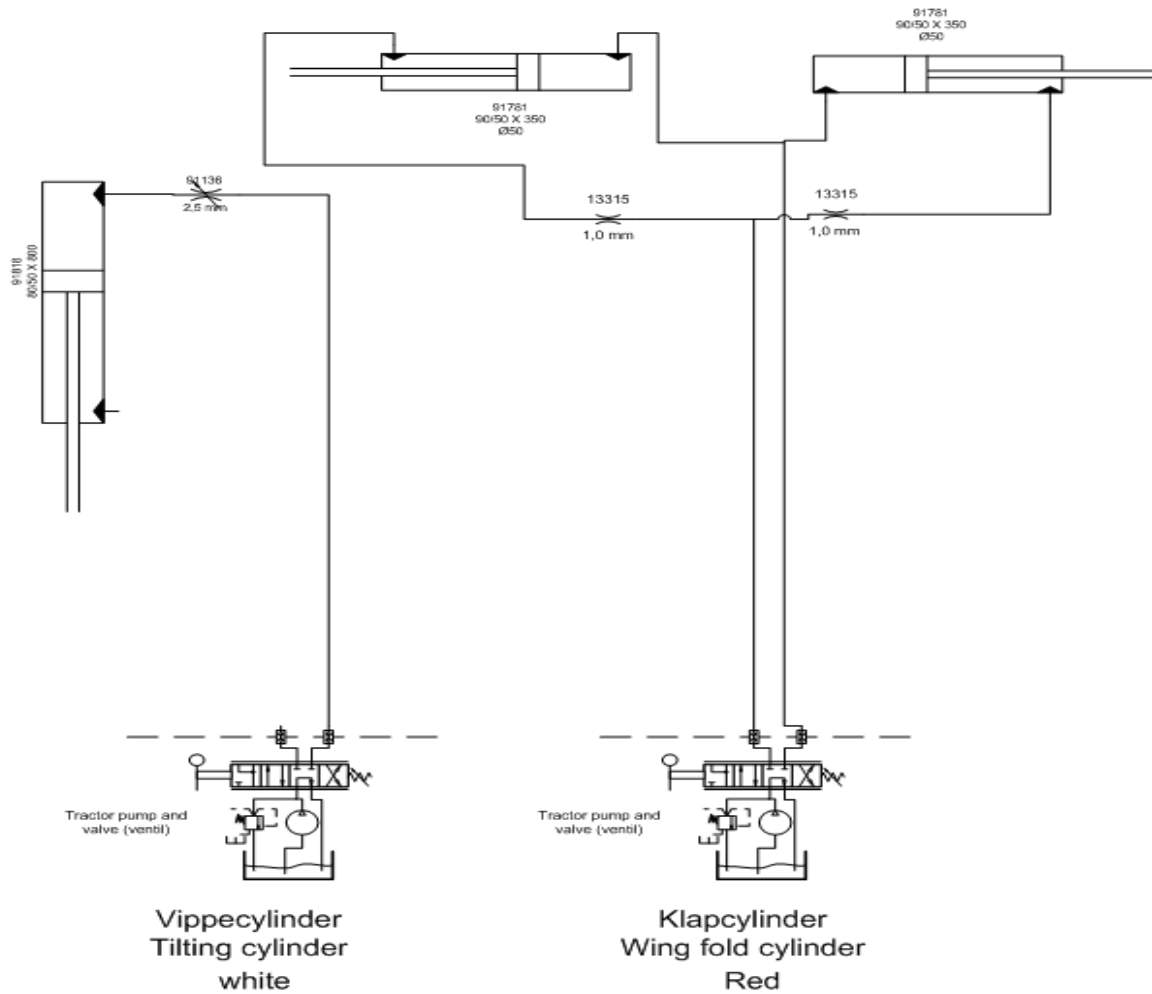 91781
90/50 X 350
Ø50
91781
90/50 X 350
Ø50
91136
2,5 mm
13315
1,0 mm
13315
1,0 mm
91818
80/50 X 800
Tractor pump and
valve (ventil)
Tractor pump and
valve (ventil)
Vippecylinder
Tilting cylinder
white
Klapcylinder
Wing fold cylinder
Red